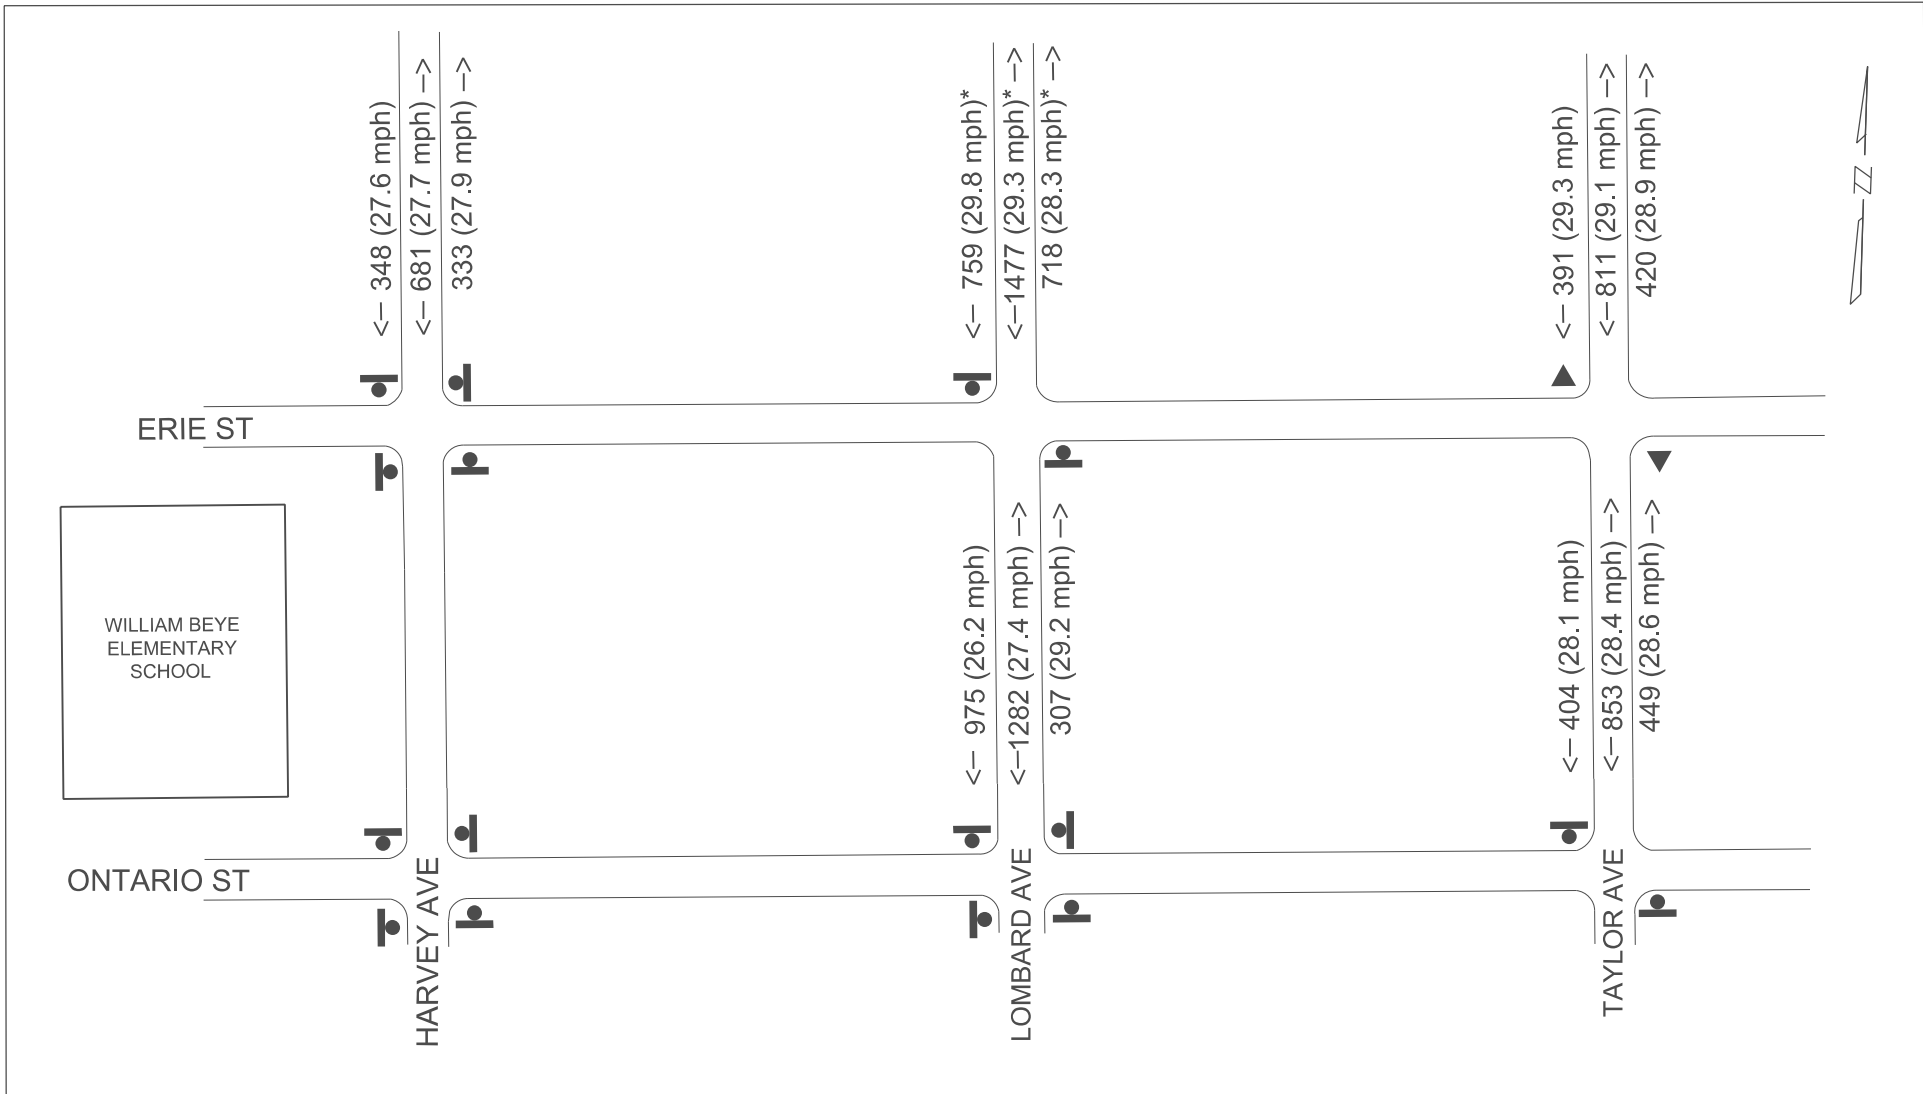 <— 348 (27.6 mph)
<— 681 (27.7 mph) —>
333 (27.9 mph) —>
<— 759 (29.8 mph)*
<—1477 (29.3 mph)* —>
718 (28.3 mph)* —>
<— 391 (29.3 mph)
<—811 (29.1 mph) —>
420 (28.9 mph) —>
N
ERIE ST
WILLIAM BEYE
ELEMENTARY
SCHOOL
<— 975 (26.2 mph)
<—1282 (27.4 mph) —>
307 (29.2 mph) —>
<— 404 (28.1 mph)
<—853 (28.4 mph) —>
449 (28.6 mph) —>
ONTARIO ST
HARVEY AVE
LOMBARD AVE
TAYLOR AVE